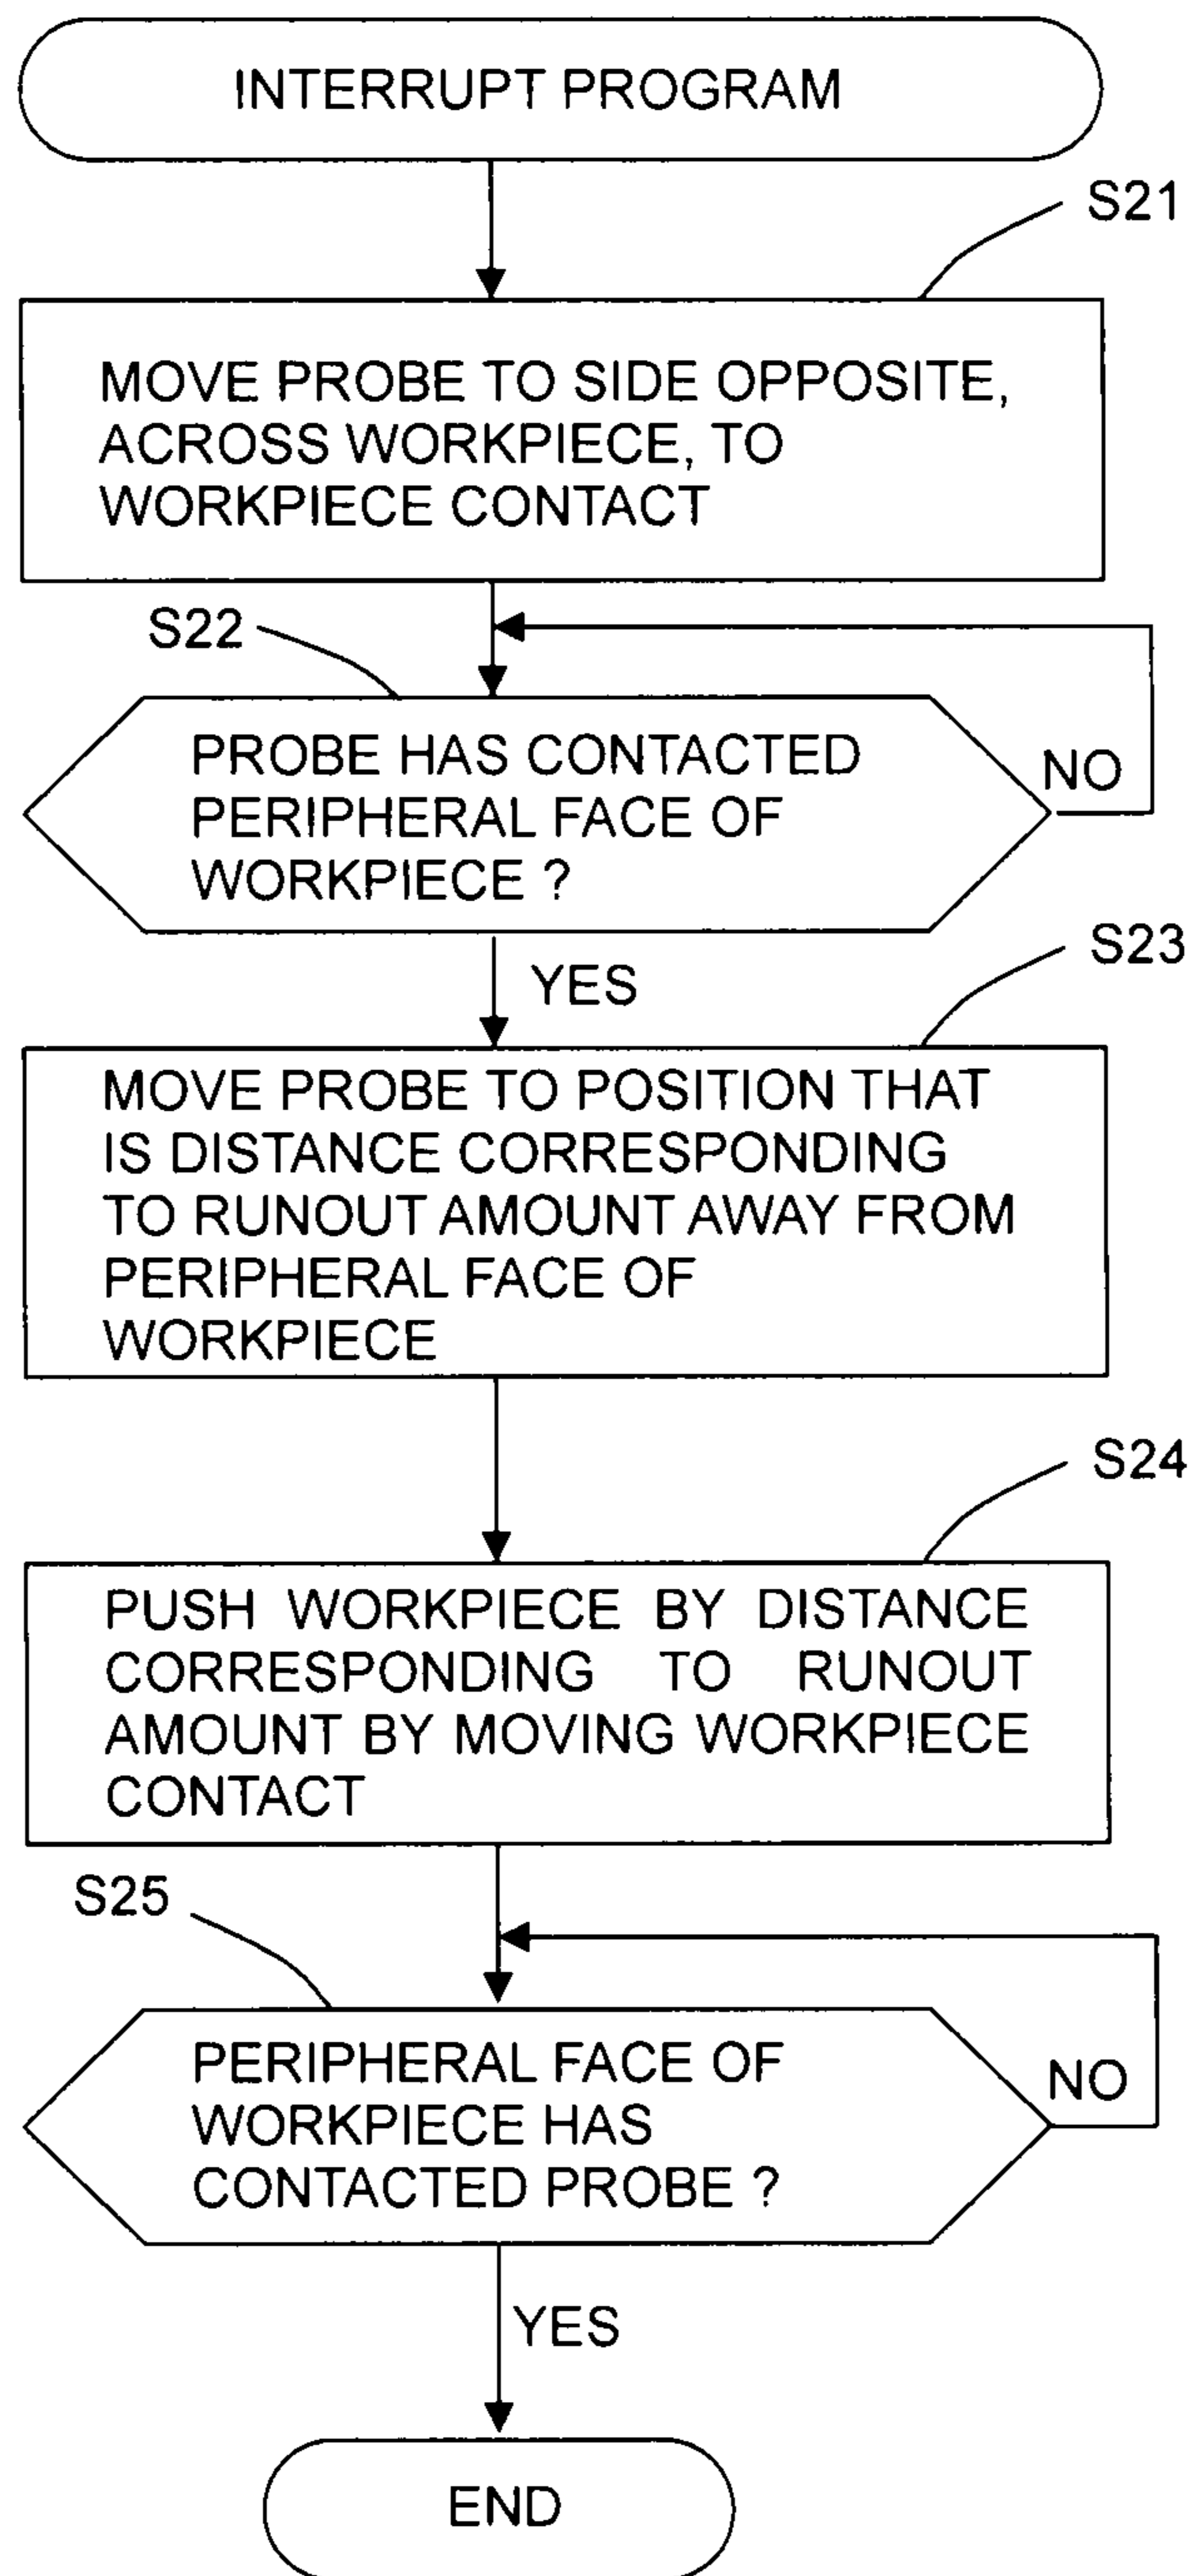 INTERRUPT PROGRAM
S21
MOVE PROBE TO SIDE OPPOSITE,
ACROSS WORKPIECE, TO
WORKPIECE CONTACT
S22
PROBE HAS CONTACTED
PERIPHERAL FACE OF
WORKPIECE ?
NO
YES
S23
MOVE PROBE TO POSITION THAT
IS DISTANCE CORRESPONDING
TO RUNOUT AMOUNT AWAY FROM
PERIPHERAL FACE OF
WORKPIECE
S24
PUSH WORKPIECE BY DISTANCE
CORRESPONDING TO RUNOUT
AMOUNT BY MOVING WORKPIECE
CONTACT
S25
PERIPHERAL FACE OF
WORKPIECE HAS
CONTACTED PROBE ?
NO
YES
END